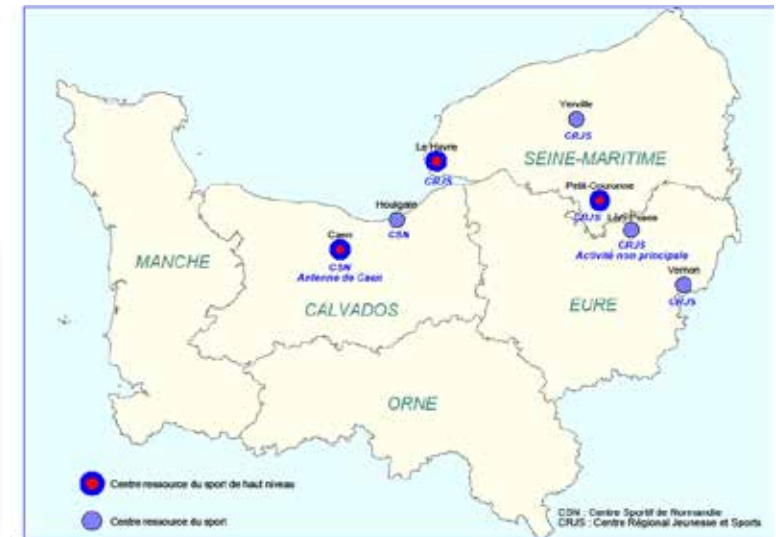 Yerville
CRJS
SEINE-MARITIME
Le Havre
CRJS
Petit-Couronne
CRJS
CRJS
Activité non principale
Houlgate
CSN
Caen
CSN
Antenne de Caen
MANCHE
CALVADOS
Vernon
CRJS
EURE
ORNE
Centre ressource du sport de haut niveau
Centre ressource du sport
CSN : Centre Sportif de Normandie
CRJS : Centre Régional Jeunesse et Sports